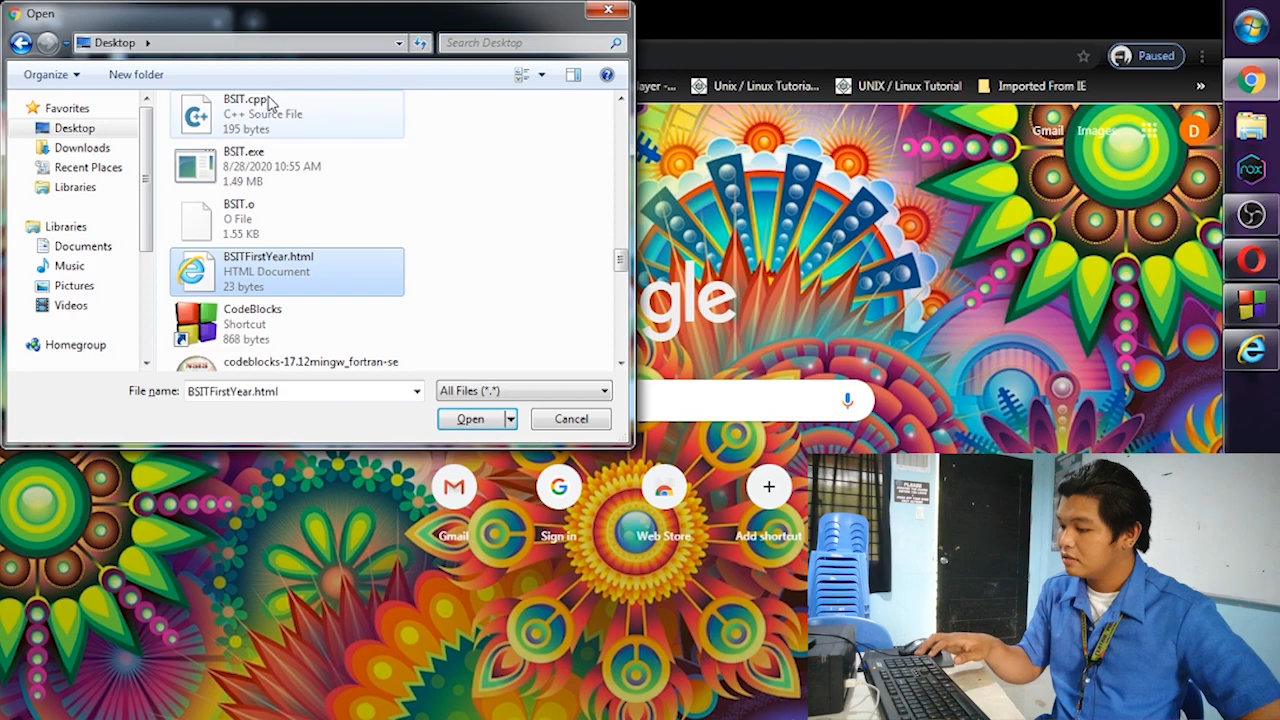 Open
Desktop
Search Desktop
Organize
New folder
Favorites
Desktop
Downloads
Recent Places
Libraries
Libraries
Documents
Music
Pictures
Videos
Homegroup
BSIT.cpp
C++ Source File
195 bytes
BSIT.exe
8/28/2020 10:55 AM
1.49 MB
BSIT.o
O File
1.55 KB
BSITFirstYear.html
HTML Document
23 bytes
CodeBlocks
Shortcut
868 bytes
codeblocks-17.12mingw_fortran-se
File name:
BSITFirstYear.html
All Files (*.*)
Open
Cancel
Paused
ayer -...
Unix / Linux Tutoria...
UNIX / Linux Tutorial
Imported From IE
»
Gmail
Images
D
gle
nox
Gmail
Sign in
Web Store
Add shortcut
PLEASE